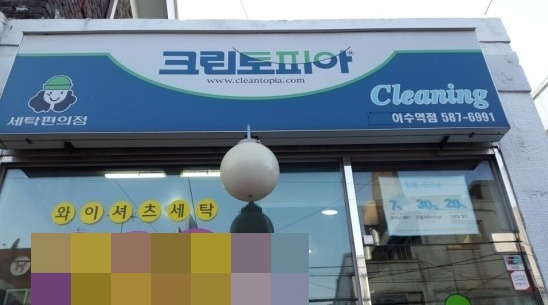 크린토피아
www.cleantopia.com
세탁편의점
Cleaning
이수역점 587-6991
와이셔츠세탁
7% 30% 20%